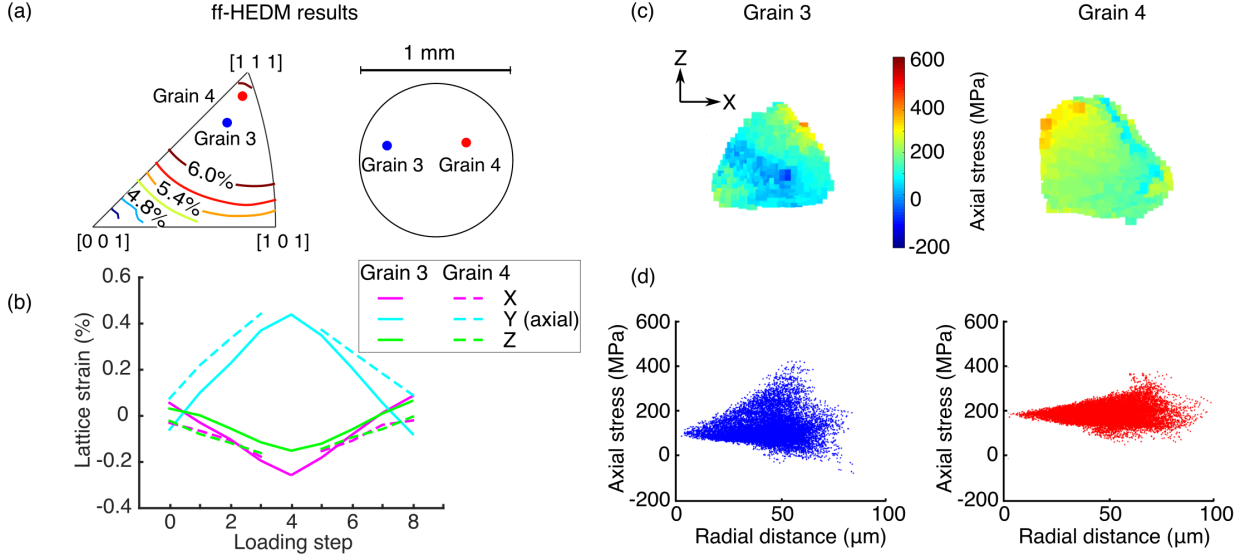 (a)
ff-HEDM results
[1 1 1]
Grain 4
Grain 3
6.0%
5.4%
4.8%
[0 0 1]
[1 0 1]
1 mm
Grain 3
Grain 4
(b)
Grain 3 Grain 4
X
Y (axial)
Z
0.6
0.4
0.2
0
-0.2
-0.4
Lattice strain (%)
0 2 4 6 8
Loading step
(c)
Grain 3
Grain 4
Z
X
600
400
200
0
-200
Axial stress (MPa)
(d)
600
400
200
0
-200
Axial stress (MPa)
0 50 100
Radial distance (µm)
600
400
200
0
-200
Axial stress (MPa)
0 50 100
Radial distance (µm)